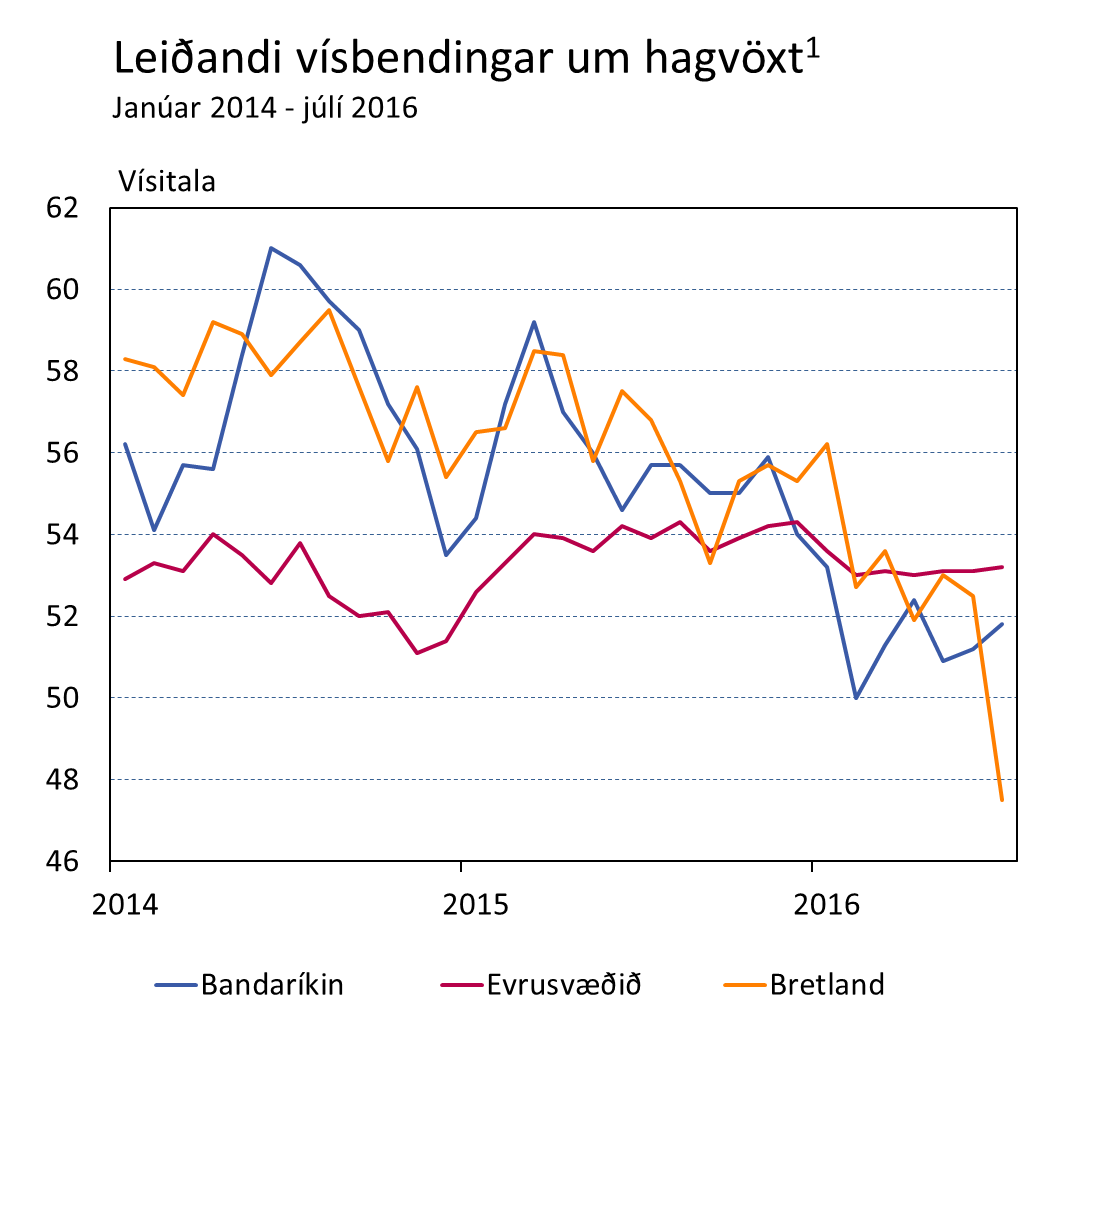 Leiðandi vísbendingar um hagvöxt¹
Janúar 2014 - júlí 2016
Vísitala
62
60
58
56
54
52
50
48
46
2014 2015 2016
Bandaríkin Evrusvæðið Bretland